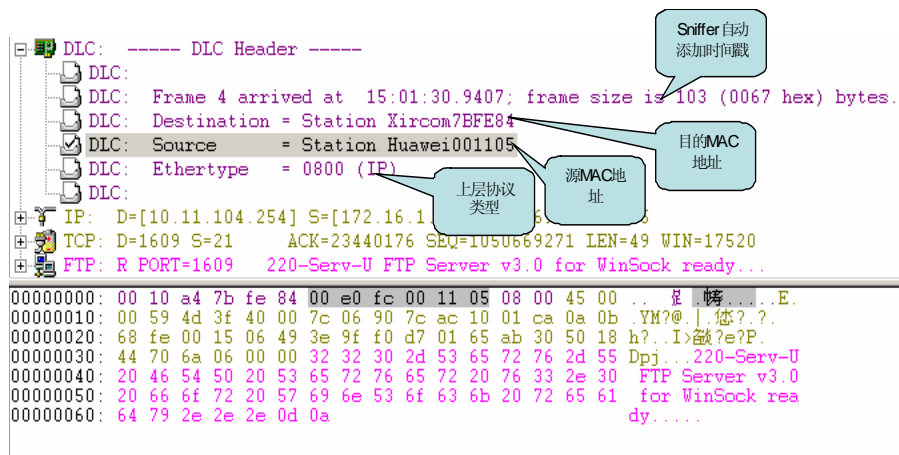 Sniffer自动
添加时间戳
DLC: ----- DLC Header -----
DLC:
DLC: Frame 4 arrived at 15:01:30.9407; frame size is 103 (0067 hex) bytes.
DLC: Destination = Station Xircom7BFE84
目的MAC
地址
DLC: Source = Station Huawei001105
源MAC地
址
DLC: Ethertype = 0800 (IP)
上层协议
类型
DLC:
IP: D=[10.11.104.254] S=[172.16.1.
TCP: D=1609 S=21 ACK=23440176 SEQ=1050669271 LEN=49 WIN=17520
FTP: R PORT=1609 220-Serv-U FTP Server v3.0 for WinSock ready...
00000000: 00 10 a4 7b fe 84 00 e0 fc 00 11 05 08 00 45 00 .. .....E.
00000010: 00 59 4d 3f 40 00 7c 06 90 7c ac 10 01 ca 0a 0b .YM?@.|. ?.?.
00000020: 68 fe 00 15 06 49 3e 9f f0 d7 01 65 ab 30 50 18 h?..I> ?e?P.
00000030: 44 70 6a 06 00 00 32 32 30 2d 53 65 72 76 2d 55 Dpj...220-Serv-U
00000040: 20 46 54 50 20 53 65 72 76 65 72 20 76 33 2e 30 FTP Server v3.0
00000050: 20 66 6f 72 20 57 69 6e 53 6f 63 6b 20 72 65 61 for WinSock rea
00000060: 64 79 2e 2e 2e 0d 0a dy.....